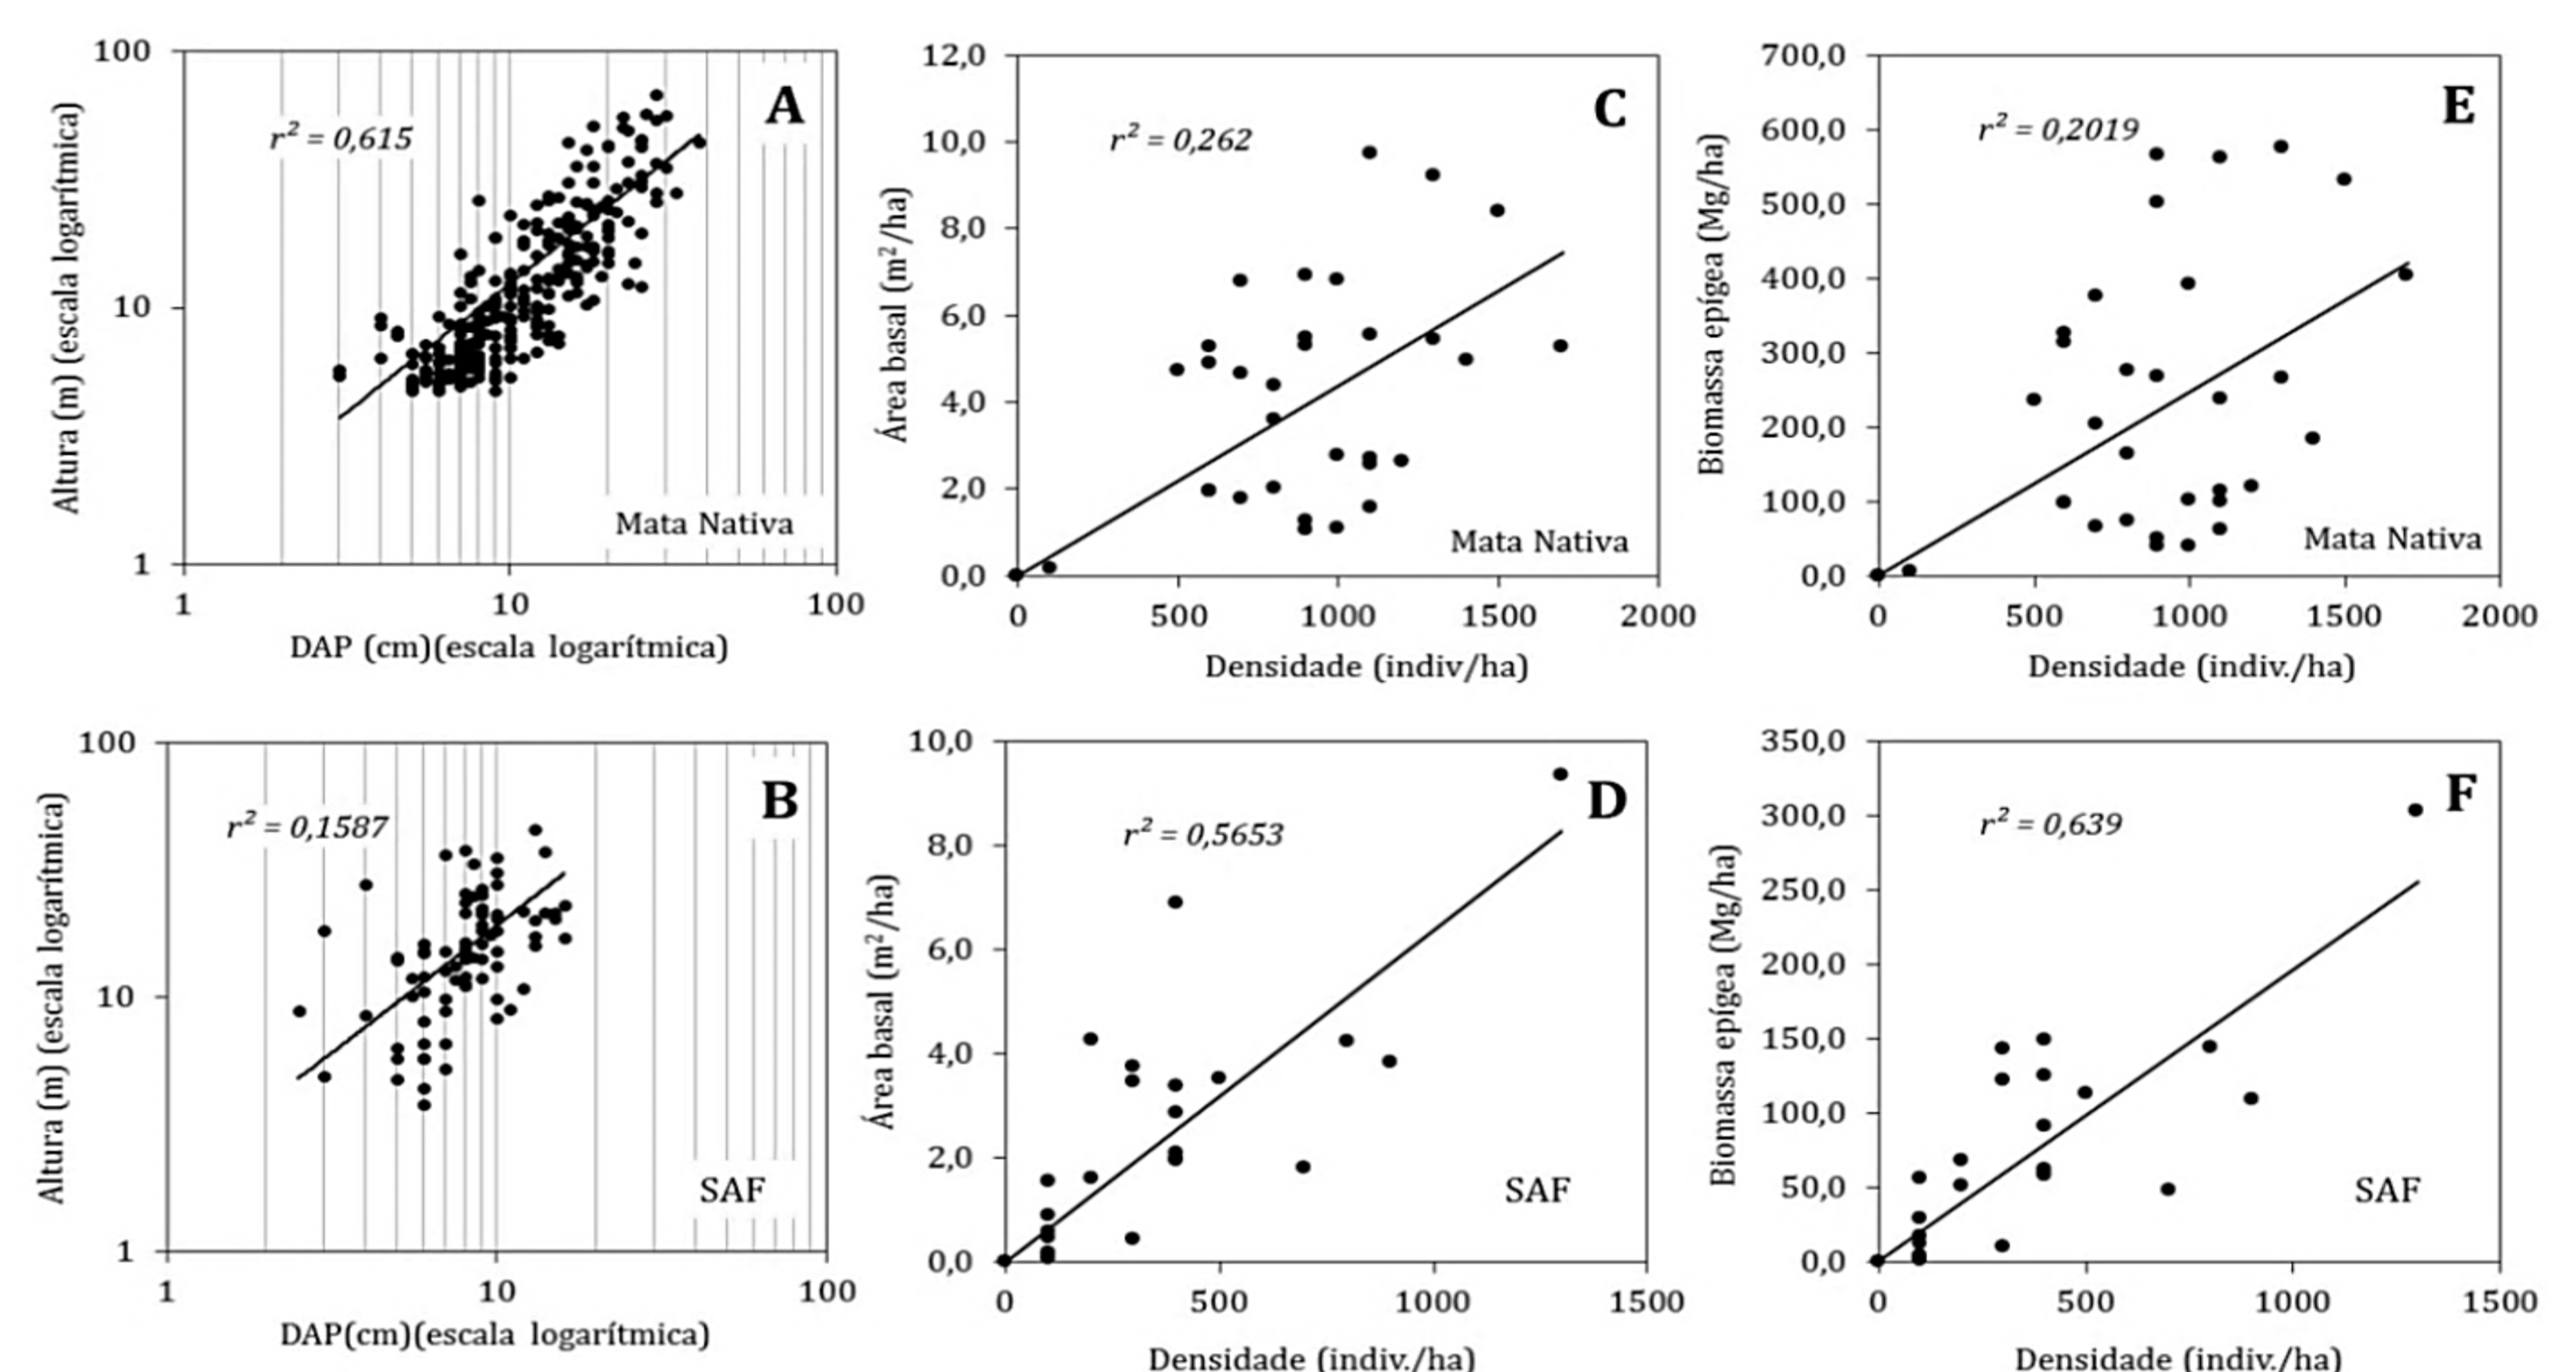 100
10
1
1
10
100
Altura (m) (escala logarítmica)
DAP (cm)(escala logarítmica)
r² = 0,615
A
Mata Nativa
12,0
10,0
8,0
6,0
4,0
2,0
0,0
0
500
1000
1500
2000
Área basal (m²/ha)
Densidade (indiv/ha)
r² = 0,262
C
Mata Nativa
700,0
600,0
500,0
400,0
300,0
200,0
100,0
0,0
0
500
1000
1500
2000
Biomassa epígea (Mg/ha)
Densidade (indiv./ha)
r² = 0,2019
E
Mata Nativa
100
10
1
1
10
100
Altura (m) (escala logarítmica)
DAP(cm)(escala logarítmica)
r² = 0,1587
B
SAF
10,0
8,0
6,0
4,0
2,0
0,0
0
500
1000
1500
Área basal (m²/ha)
Densidade (indiv./ha)
r² = 0,5653
D
SAF
350,0
300,0
250,0
200,0
150,0
100,0
50,0
0,0
0
500
1000
1500
Biomassa epígea (Mg/ha)
Densidade (indiv./ha)
r² = 0,639
F
SAF